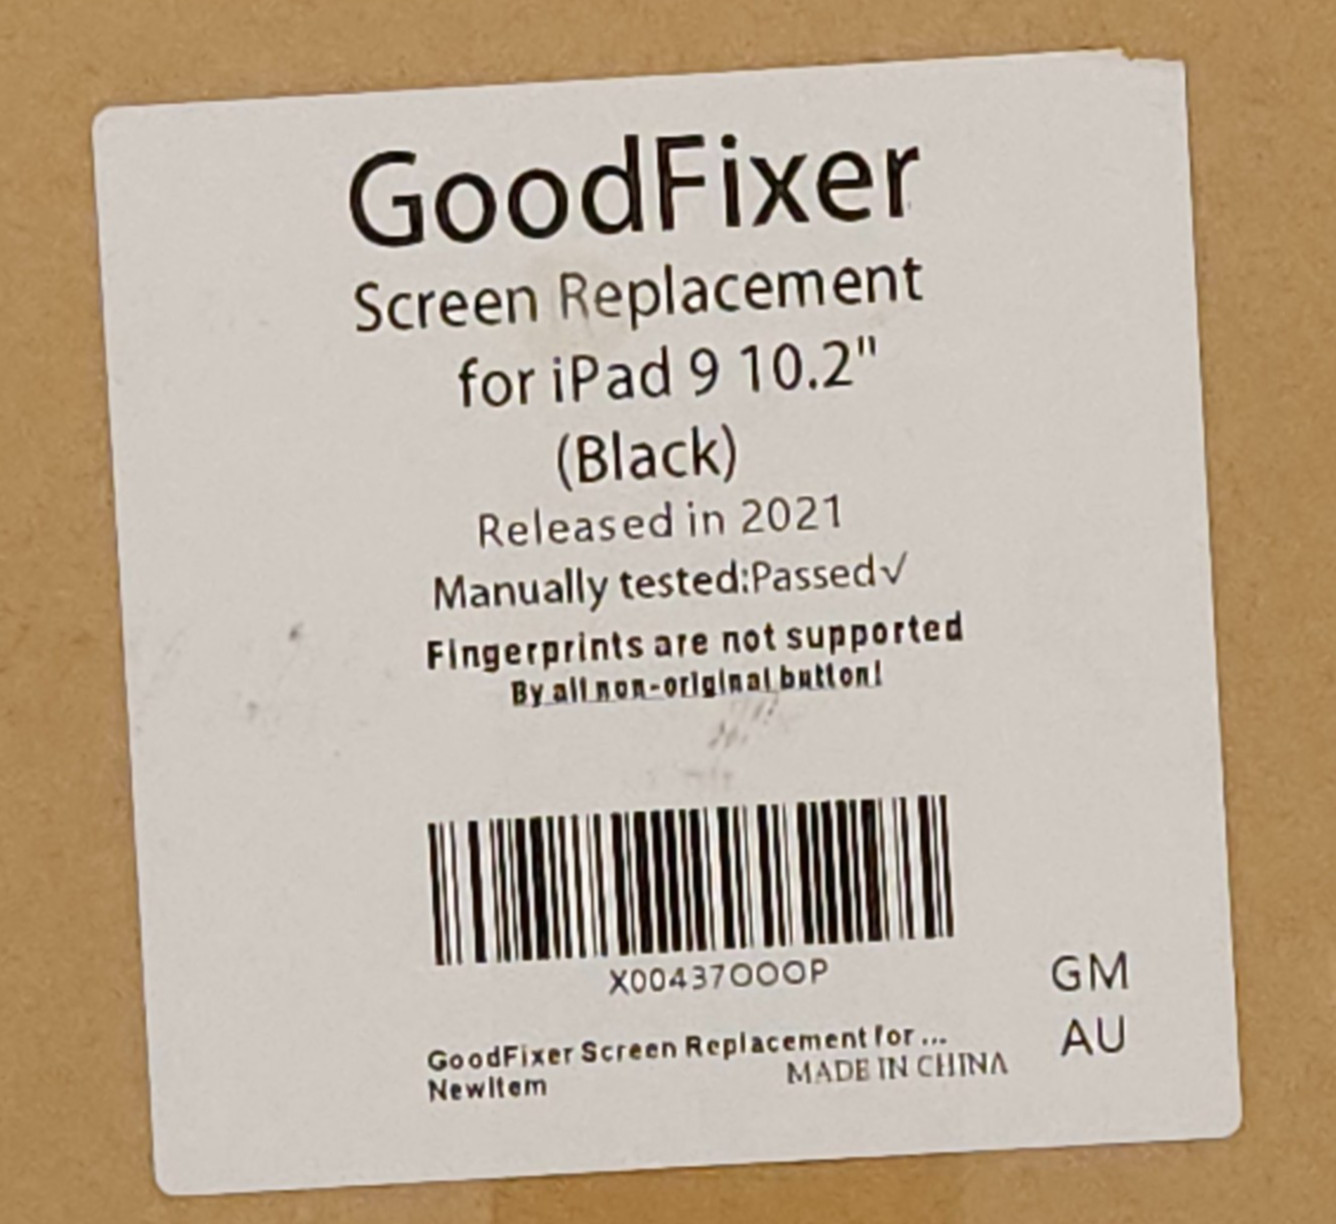 GoodFixer
Screen Replacement
for iPad 9 10.2"
(Black)
Released in 2021
Manually tested:Passed√
Fingerprints are not supported
By all non-original button!
X00437OOOP
GM
AU
GoodFixer Screen Replacement for ...
NewItem
MADE IN CHINA